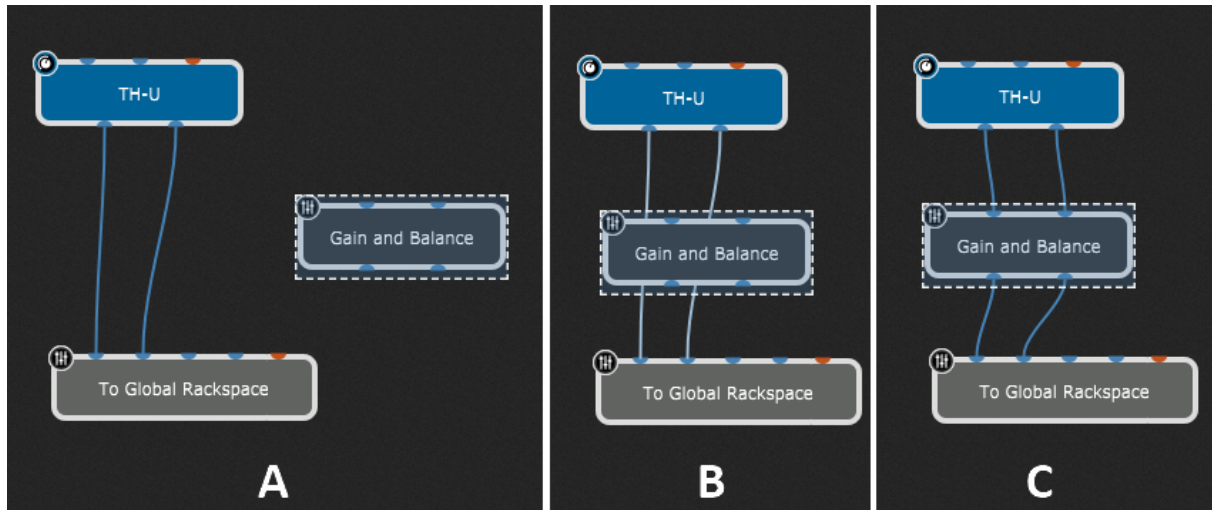 TH-U
Gain and Balance
To Global Rackspace
A
TH-U
Gain and Balance
To Global Rackspace
B
TH-U
Gain and Balance
To Global Rackspace
C